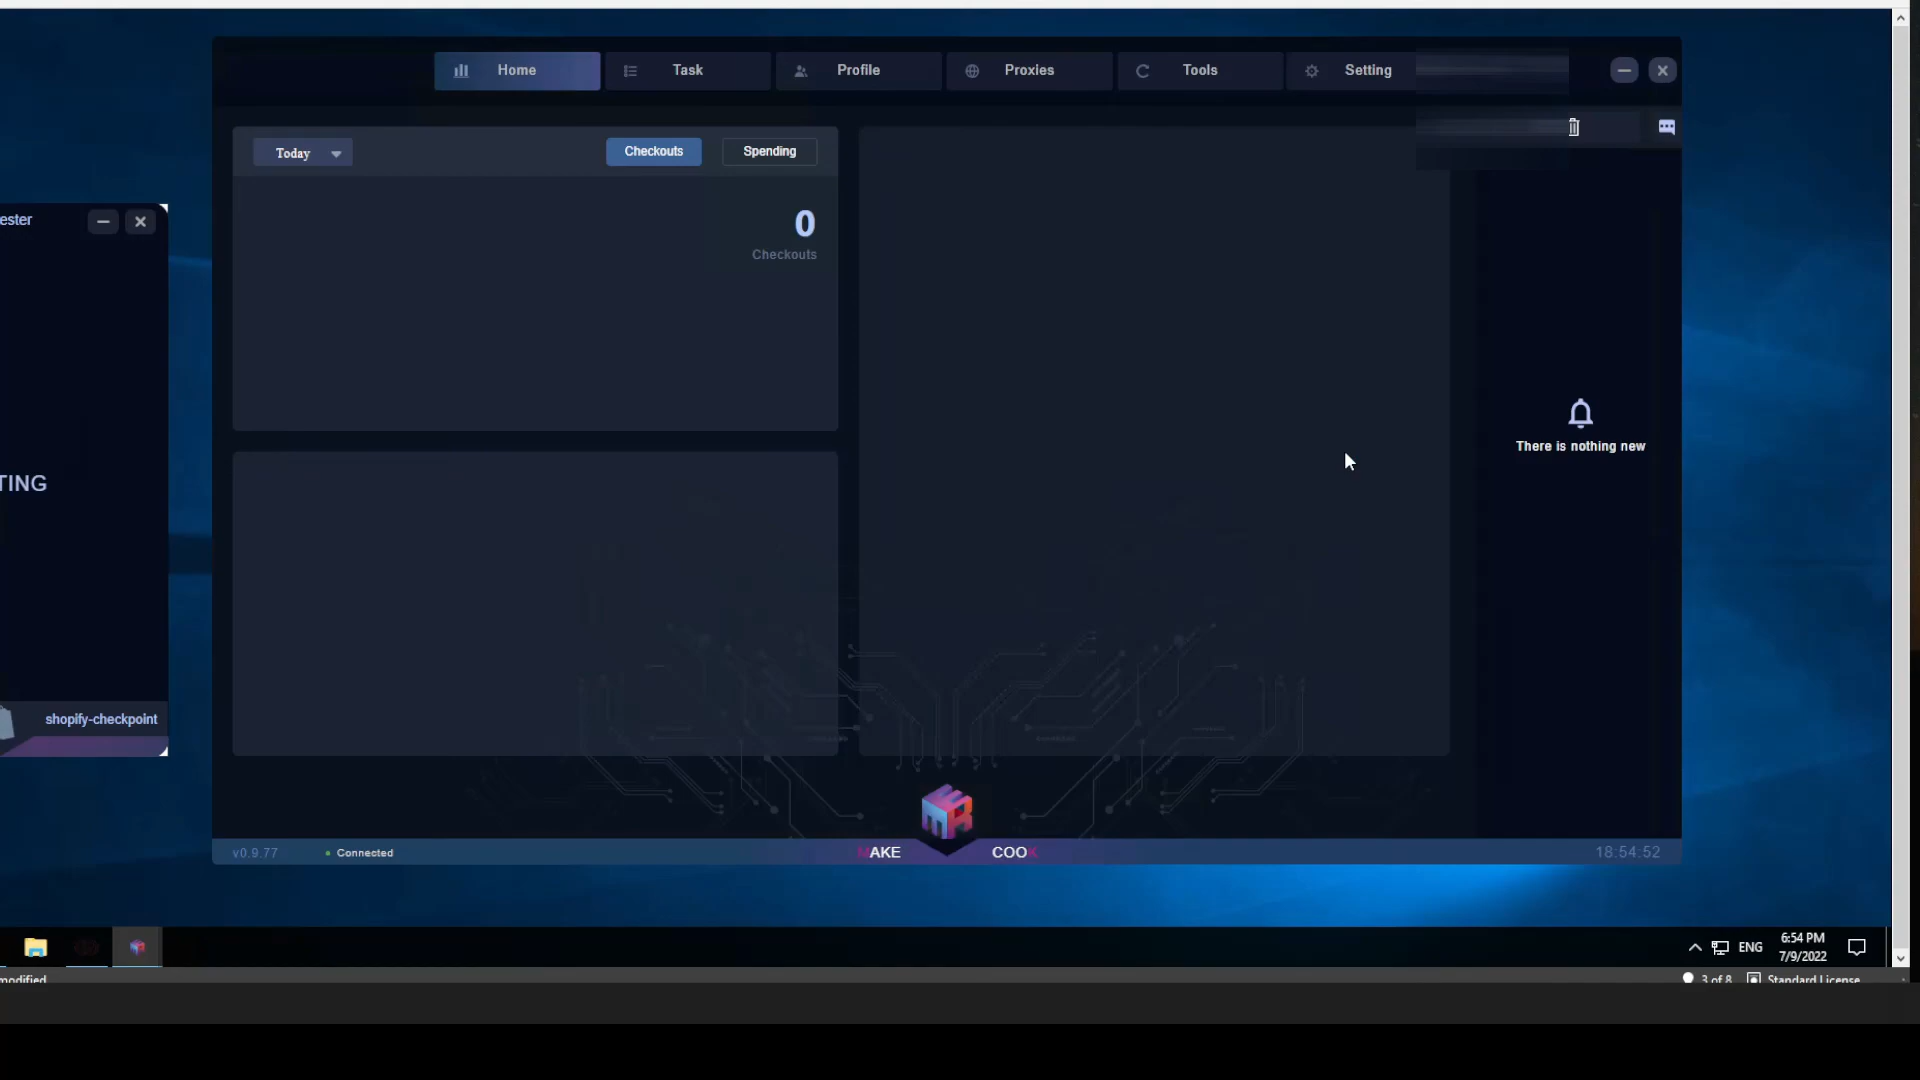 Home
Task
Profile
Proxies
Tools
Setting
Today
Checkouts
Spending
ester
0
Checkouts
There is nothing new
TING
shopify-checkpoint
v0.9.77
Connected
MAKE
COOK
18:54:52
ENG
6:54 PM
7/9/2022
modified
3 of 8
Standard License